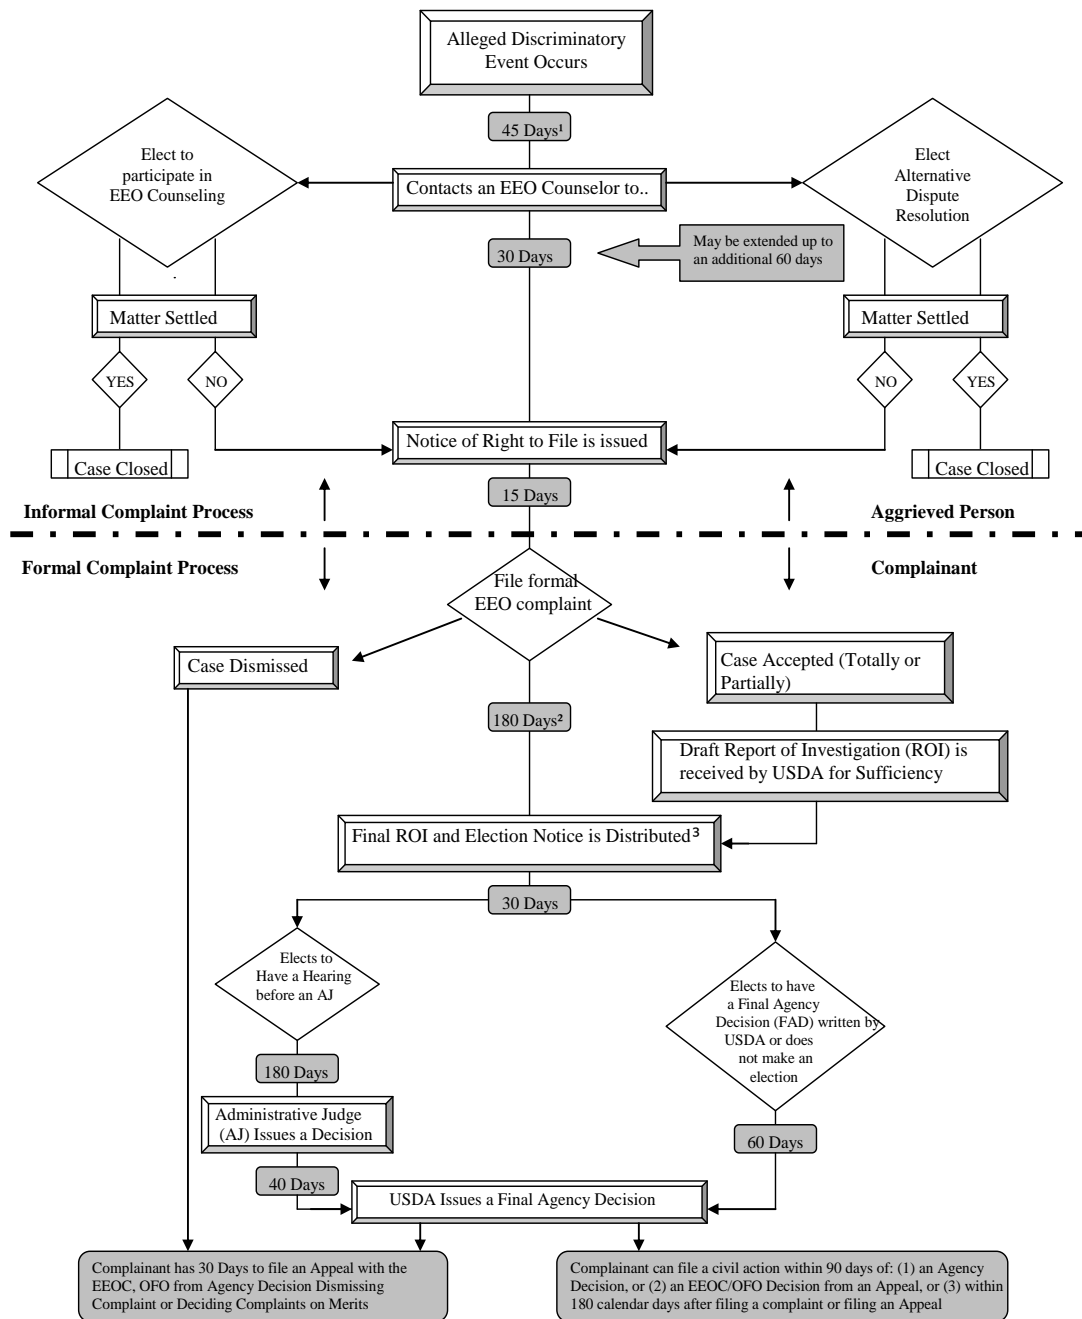 Alleged Discriminatory
Event Occurs
45 Days¹
Elect to
participate in
EEO Counseling
Contacts an EEO Counselor to..
Elect
Alternative
Dispute
Resolution
30 Days
May be extended up to
an additional 60 days
Matter Settled
Matter Settled
YES
NO
NO
YES
Notice of Right to File is issued
Case Closed
Case Closed
15 Days
Informal Complaint Process
Aggrieved Person
Formal Complaint Process
Complainant
File formal
EEO complaint
Case Dismissed
Case Accepted (Totally or
Partially)
180 Days²
Draft Report of Investigation (ROI) is
received by USDA for Sufficiency
Final ROI and Election Notice is Distributed³
30 Days
Elects to
Have a Hearing
before an AJ
Elects to have
a Final Agency
Decision (FAD) written by
USDA or does
not make an
election
180 Days
Administrative Judge
(AJ) Issues a Decision
60 Days
40 Days
USDA Issues a Final Agency Decision
Complainant has 30 Days to file an Appeal with the
EEOC, OFO from Agency Decision Dismissing
Complaint or Deciding Complaints on Merits
Complainant can file a civil action within 90 days of: (1) an Agency
Decision, or (2) an EEOC/OFO Decision from an Appeal, or (3) within
180 calendar days after filing a complaint or filing an Appeal